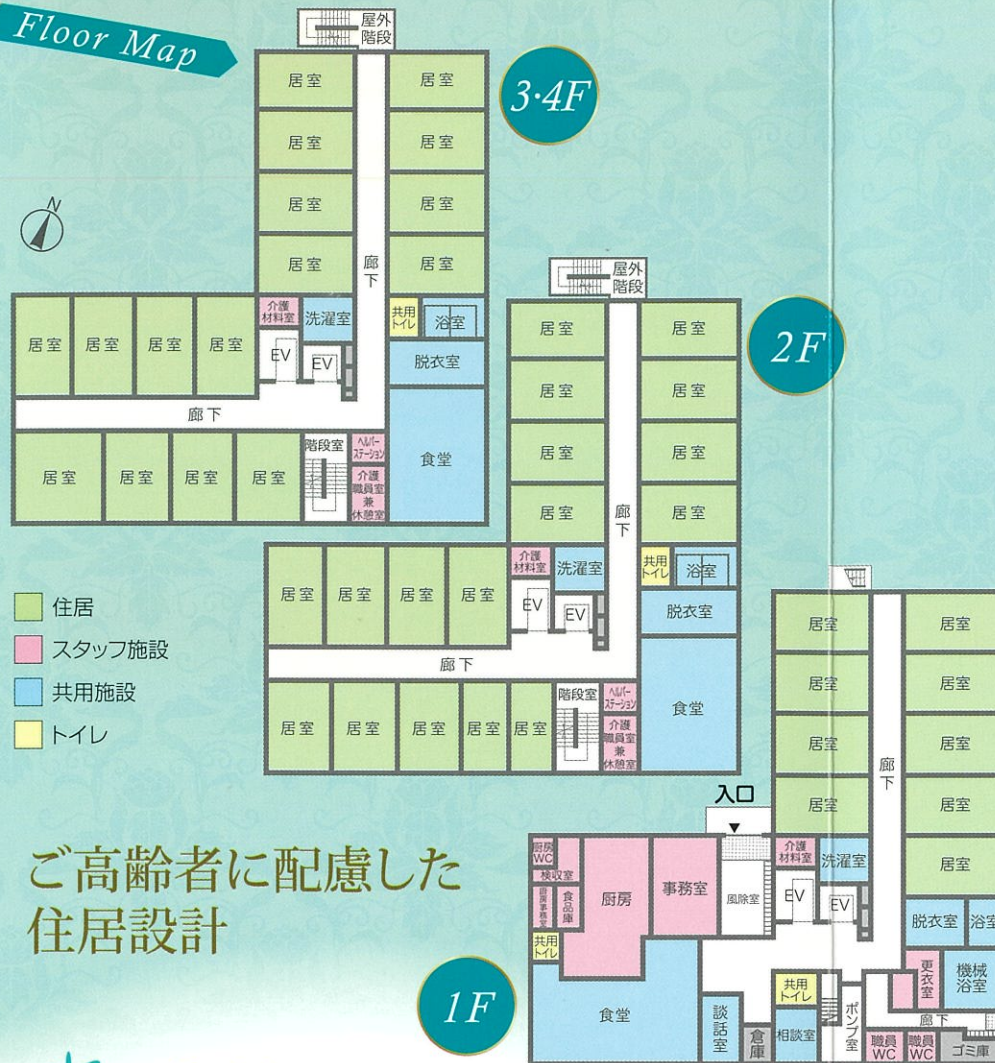 Floor Map
屋外
階段
居室
居室
3・4F
居室
居室
N
居室
居室
居室
居室
廊下
介護
材料室
洗濯室
共用
トイレ
浴室
居室
居室
居室
居室
EV
EV
脱衣室
廊下
食堂
居室
居室
居室
居室
階段室
ヘルパー
ステーション
介護
職員室
兼
休憩室
屋外
階段
居室
居室
2F
居室
居室
居室
居室
居室
居室
廊下
介護
材料室
洗濯室
共用
トイレ
浴室
居室
居室
居室
居室
EV
EV
脱衣室
廊下
食堂
居室
居室
居室
居室
居室
階段室
ヘルパー
ステーション
介護
職員室
兼
休憩室
住居
スタッフ施設
共用施設
トイレ
ご高齢者に配慮した
住居設計
1F
居室
居室
居室
居室
居室
居室
廊下
居室
居室
居室
入口
介護
材料室
洗濯室
EV
EV
脱衣室
浴室
厨房
WC
検収室
厨房事務室
食品庫
厨房
事務室
風除室
共用
トイレ
食堂
談話室
倉庫
共用
トイレ
相談室
ポンプ室
更衣室
機械
浴室
廊下
職員
WC
職員
WC
ゴミ庫